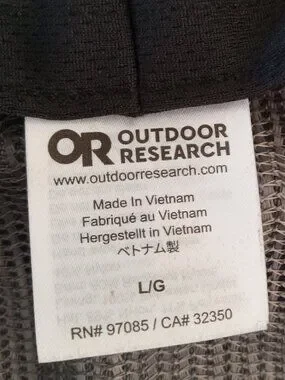 OR OUTDOOR
RESEARCH
www.outdoorresearch.com
Made In Vietnam
Fabriqué au Vietnam
Hergestellt in Vietnam
ベトナム製
L/G
RN# 97085 / CA# 32350